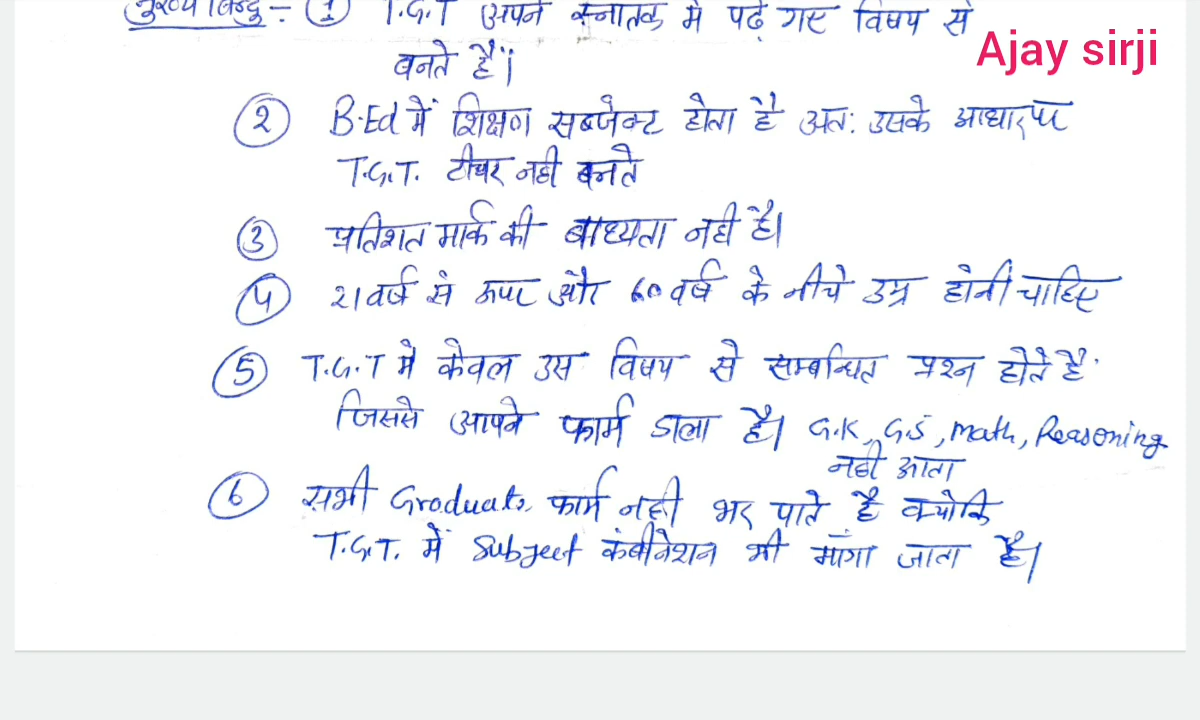 मुख्य बिन्दु :- ① T.G.T अपने स्नातक में पढ़े गए विषय से
Ajay sirji
बनते हैं।
② B.Ed में शिक्षण सब्जेक्ट होता है अतः उसके आधार पर
T.G.T. टीचर नही बनते
③ प्रतिशत मार्क की बाध्यता नही है।
④ 21 वर्ष से ऊपर और 60 वर्ष के नीचे उम्र होनी चाहिए
⑤ T.G.T में केवल उस विषय से सम्बन्धित प्रश्न होते है
जिससे आपने फार्म डाला है। G.K, G.S, Math, Reasoning
नही आता
⑥ सभी Graduats फार्म नही भर पाते है क्योकि
T.G.T. में Subject कंबीनेशन भी माँगा जाता है।